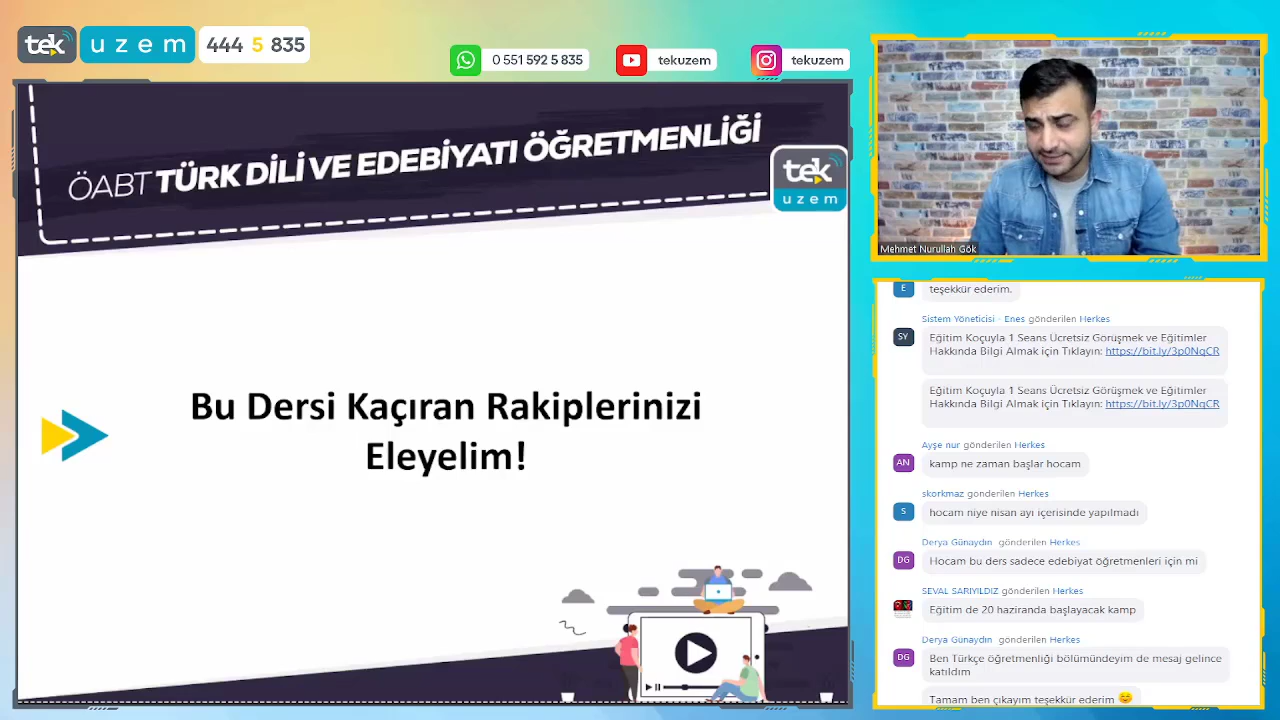 tek
uzem
444 5 835
0 551 592 5 835
tekuzem
tekuzem
ÖABT TÜRK DİLİ VE EDEBİYATI ÖĞRETMENLİĞİ
tek
uzem
Bu Dersi Kaçıran Rakiplerinizi
Eleyelim!
Mehmet Nurullah Gök
E
teşekkür ederim.
Sistem Yöneticisi - Enes gönderilen Herkes
SY
Eğitim Koçuyla 1 Seans Ücretsiz Görüşmek ve Eğitimler
Hakkında Bilgi Almak için Tıklayın: https://bit.ly/3p0NqCR
Eğitim Koçuyla 1 Seans Ücretsiz Görüşmek ve Eğitimler
Hakkında Bilgi Almak için Tıklayın: https://bit.ly/3p0NqCR
Ayşe nur gönderilen Herkes
AN
kamp ne zaman başlar hocam
skorkmaz gönderilen Herkes
S
hocam niye nisan ayı içerisinde yapılmadı
Derya Günaydın gönderilen Herkes
DG
Hocam bu ders sadece edebiyat öğretmenleri için mi
SEVAL SARIYILDIZ gönderilen Herkes
Eğitim de 20 haziranda başlayacak kamp
Derya Günaydın gönderilen Herkes
DG
Ben Türkçe öğretmenliği bölümündeyim de mesaj gelince
katıldım
Tamam ben çıkayım teşekkür ederim 😊